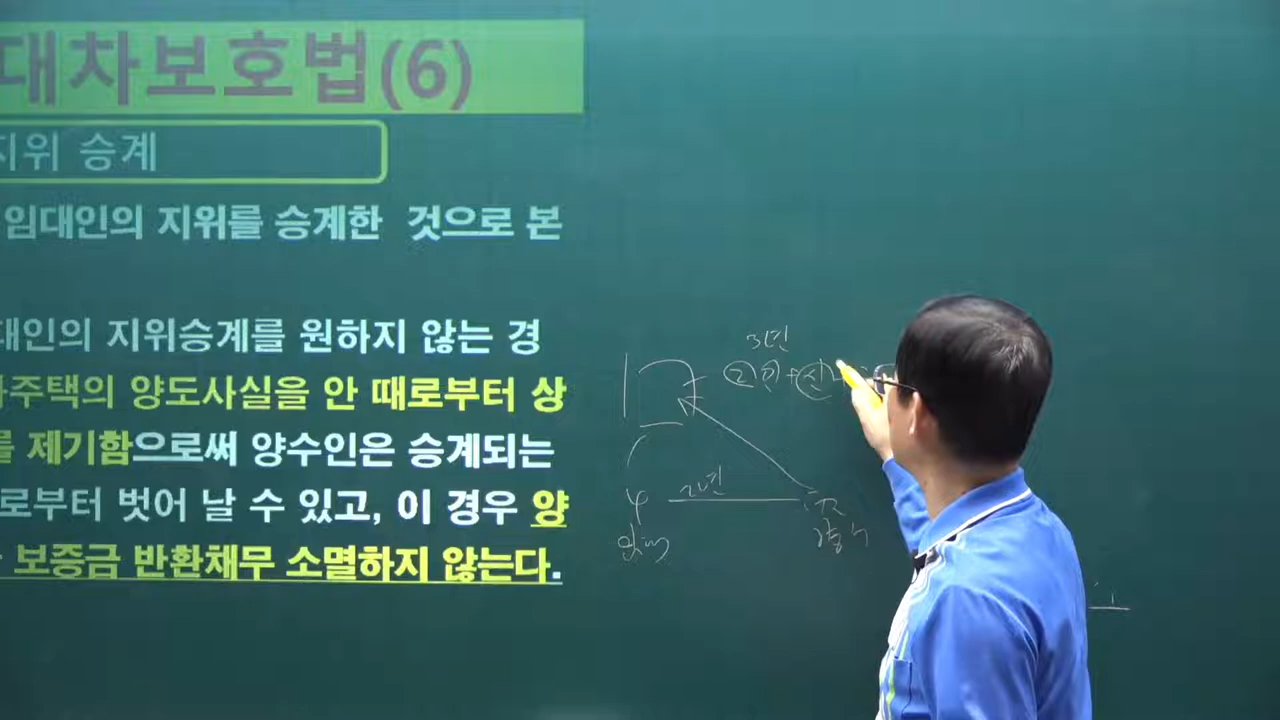 대차보호법(6)
지위 승계
임대인의 지위를 승계한 것으로 본
대인의 지위승계를 원하지 않는 경
차주택의 양도사실을 안 때로부터 상
를 제기함으로써 양수인은 승계되는
로부터 벗어 날 수 있고, 이 경우 양
보증금 반환채무 소멸하지 않는다.
3년
2년